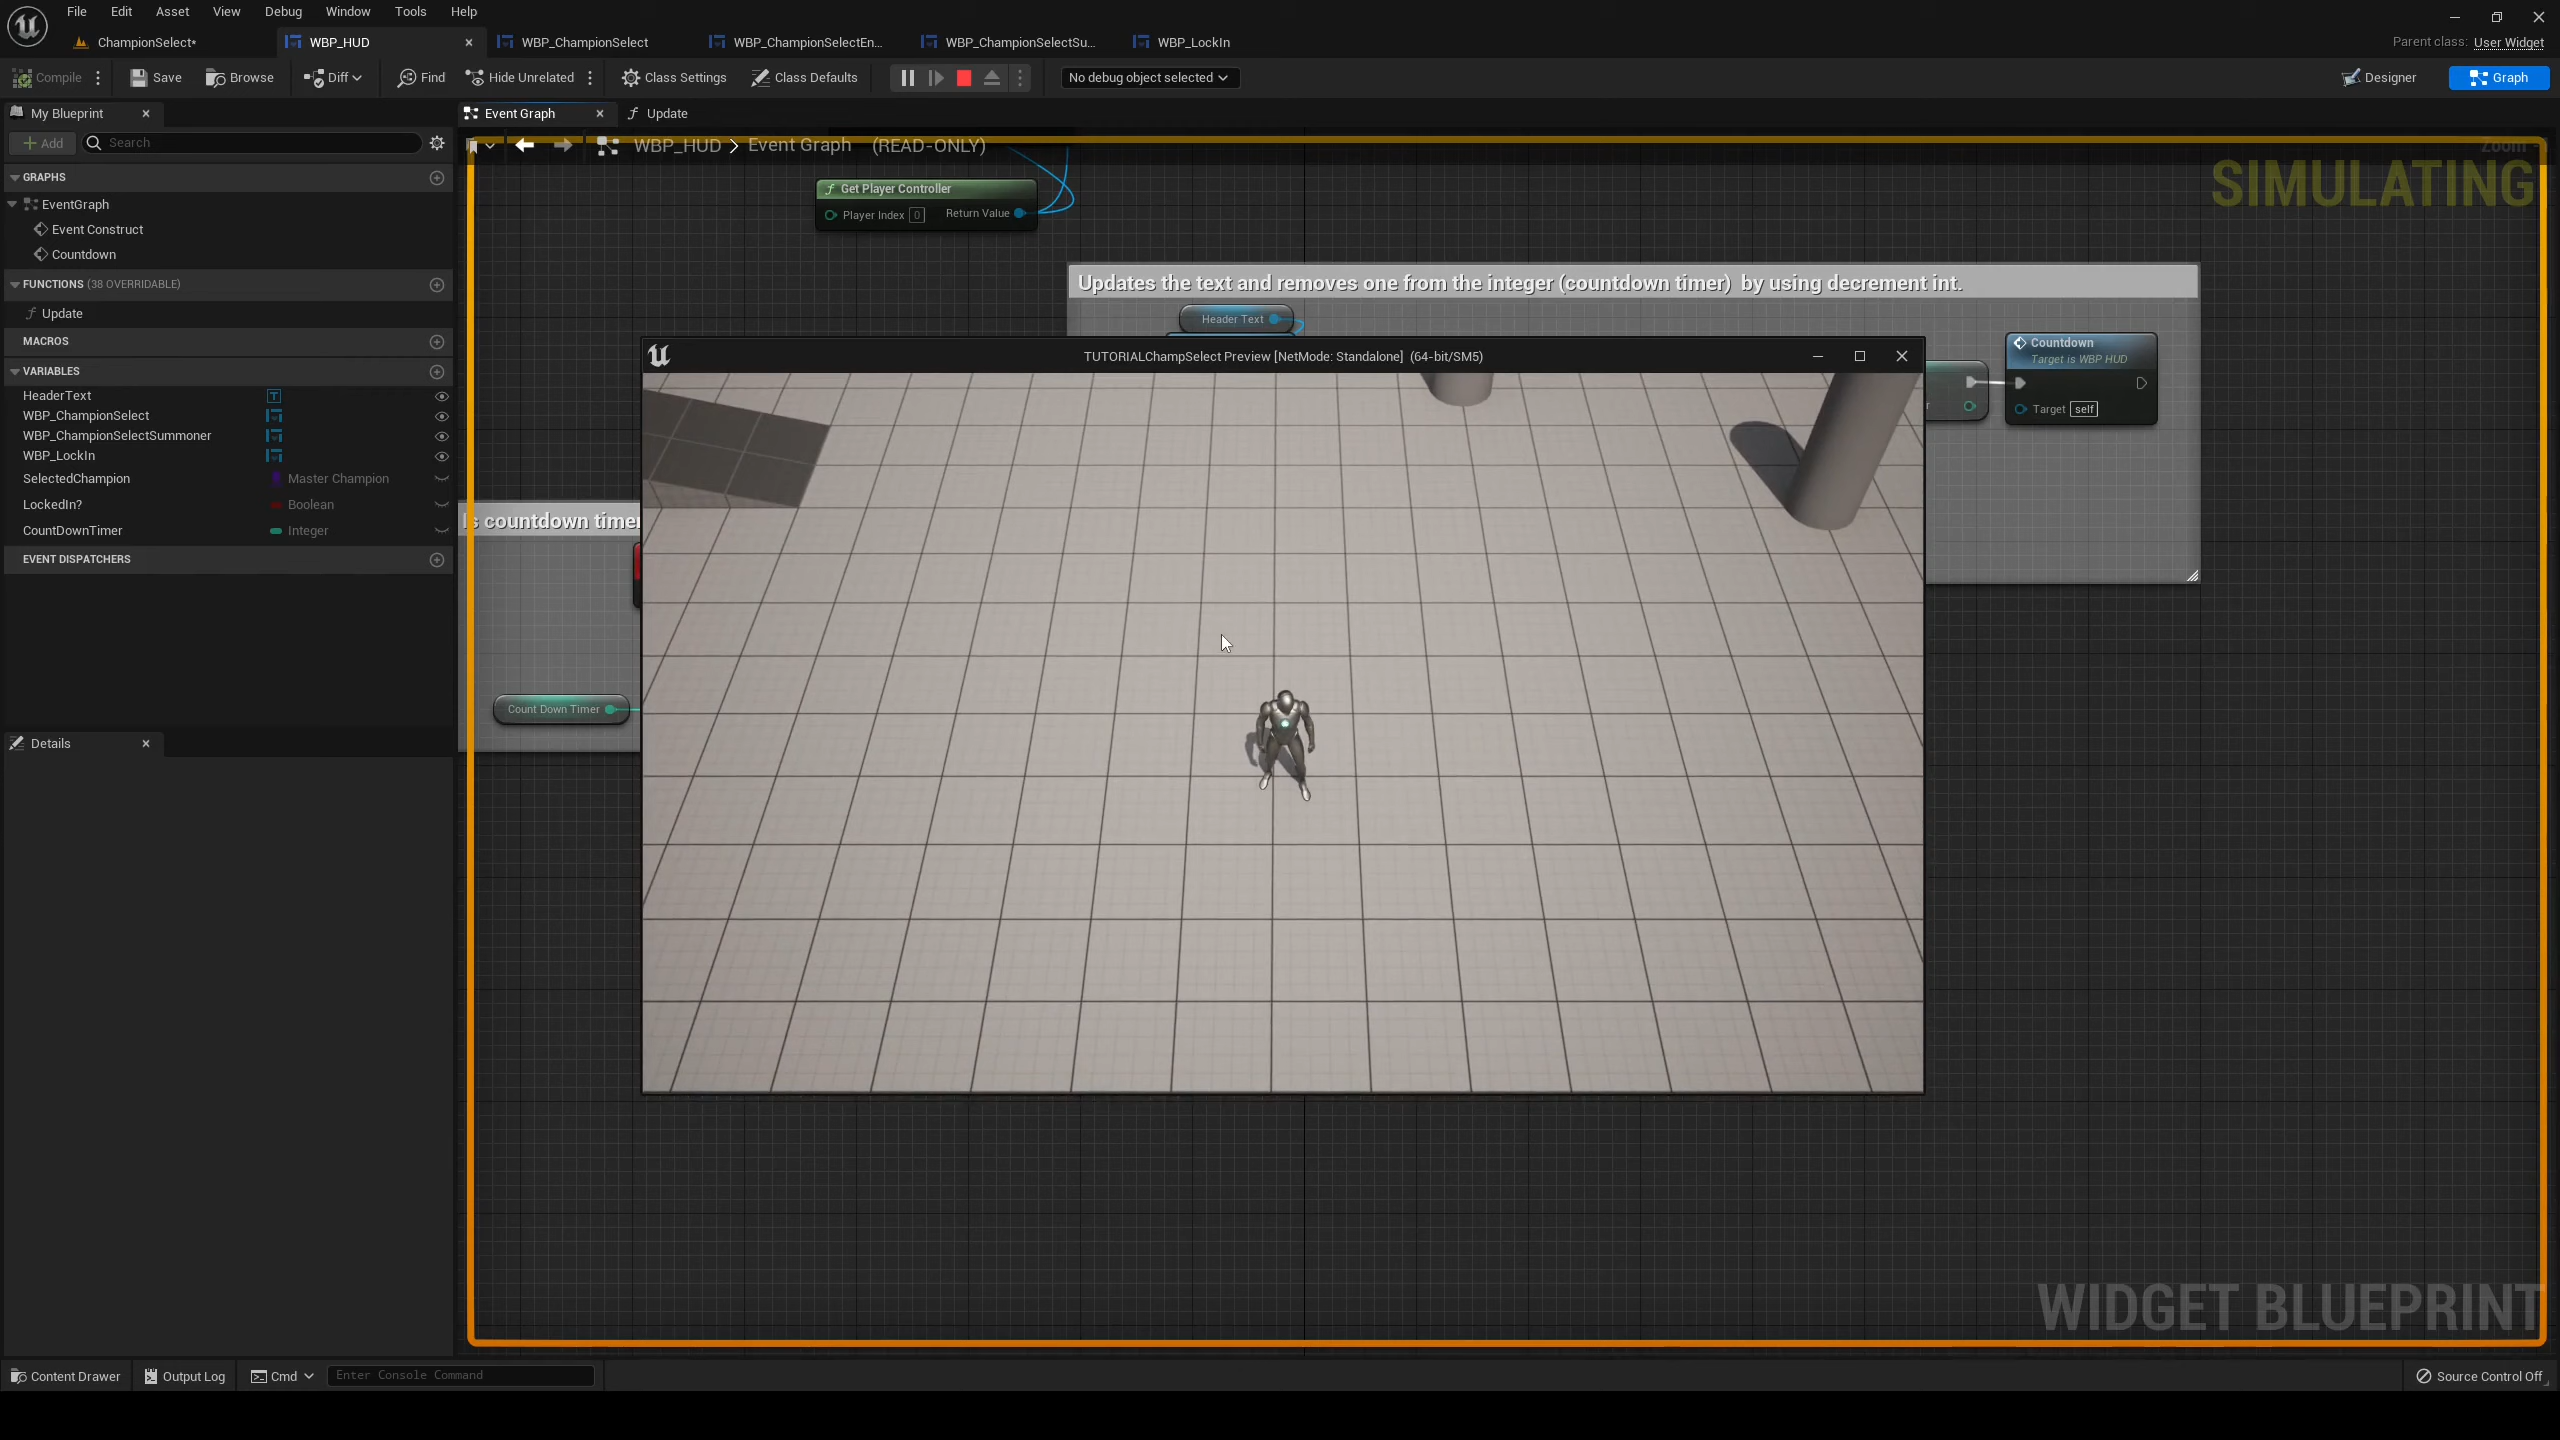 File Edit Asset View Debug Window Tools Help
ChampionSelect* WBP_HUD WBP_ChampionSelect WBP_ChampionSelectEn... WBP_ChampionSelectSu... WBP_LockIn
Parent class: User Widget
Compile Save Browse Diff Find Hide Unrelated Class Settings Class Defaults No debug object selected Designer Graph
My Blueprint Event Graph Update
Add Search
WBP_HUD > Event Graph (READ-ONLY)
SIMULATING
GRAPHS
EventGraph
Event Construct
Countdown
FUNCTIONS (38 OVERRIDABLE)
Update
MACROS
VARIABLES
HeaderText
WBP_ChampionSelect
WBP_ChampionSelectSummoner
WBP_LockIn
SelectedChampion Master Champion
LockedIn? Boolean
CountDownTimer Integer
EVENT DISPATCHERS
Details
Get Player Controller
Player Index 0 Return Value
Updates the text and removes one from the integer (countdown timer) by using decrement int.
Header Text
Countdown
Target is WBP HUD
Target self
Is countdown timer
Count Down Timer
TUTORIALChampSelect Preview [NetMode: Standalone] (64-bit/SM5)
WIDGET BLUEPRINT
Content Drawer Output Log Cmd Enter Console Command Source Control Off